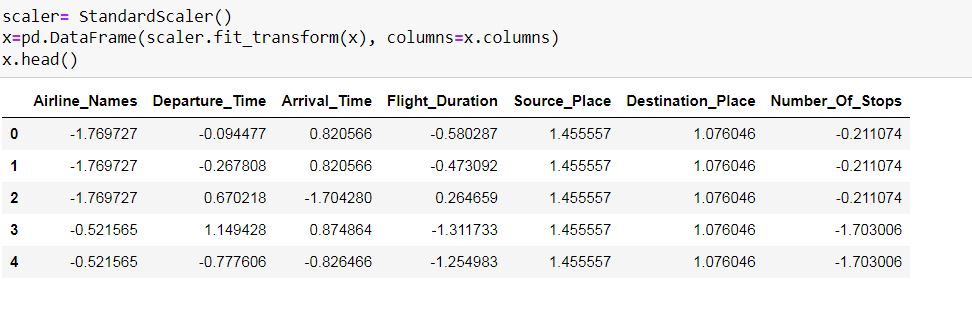 scaler= StandardScaler()
x=pd.DataFrame(scaler.fit_transform(x), columns=x.columns)
x.head()
Airline_Names Departure_Time Arrival_Time Flight_Duration Source_Place Destination_Place Number_Of_Stops
0 -1.769727 -0.094477 0.820566 -0.580287 1.455557 1.076046 -0.211074
1 -1.769727 -0.267808 0.820566 -0.473092 1.455557 1.076046 -0.211074
2 -1.769727 0.670218 -1.704280 0.264659 1.455557 1.076046 -0.211074
3 -0.521565 1.149428 0.874864 -1.311733 1.455557 1.076046 -1.703006
4 -0.521565 -0.777606 -0.826466 -1.254983 1.455557 1.076046 -1.703006